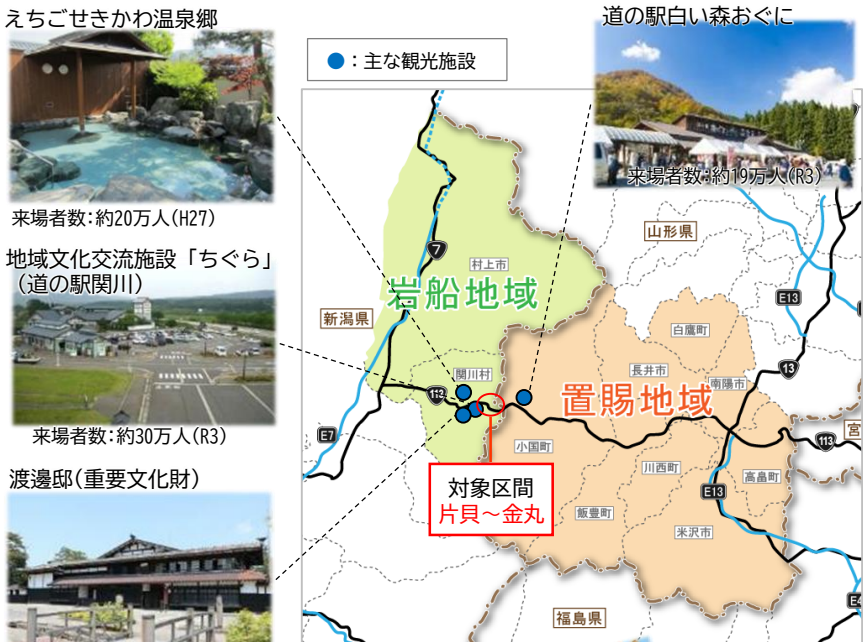 えちごせきかわ温泉郷
来場者数:約20万人(H27)
地域文化交流施設「ちぐら」
(道の駅関川)
来場者数:約30万人(R3)
渡邊邸(重要文化財)
●:主な観光施設
道の駅白い森おぐに
来場者数:約19万人(R3)
山形県
7
村上市
岩船地域
新潟県
E13
白鷹町
関川村
長井市
13
南陽市
113
置賜地域
E7
小国町
宮
113
対象区間
片貝～金丸
川西町
高畠町
E13
飯豊町
米沢市
福島県
E4